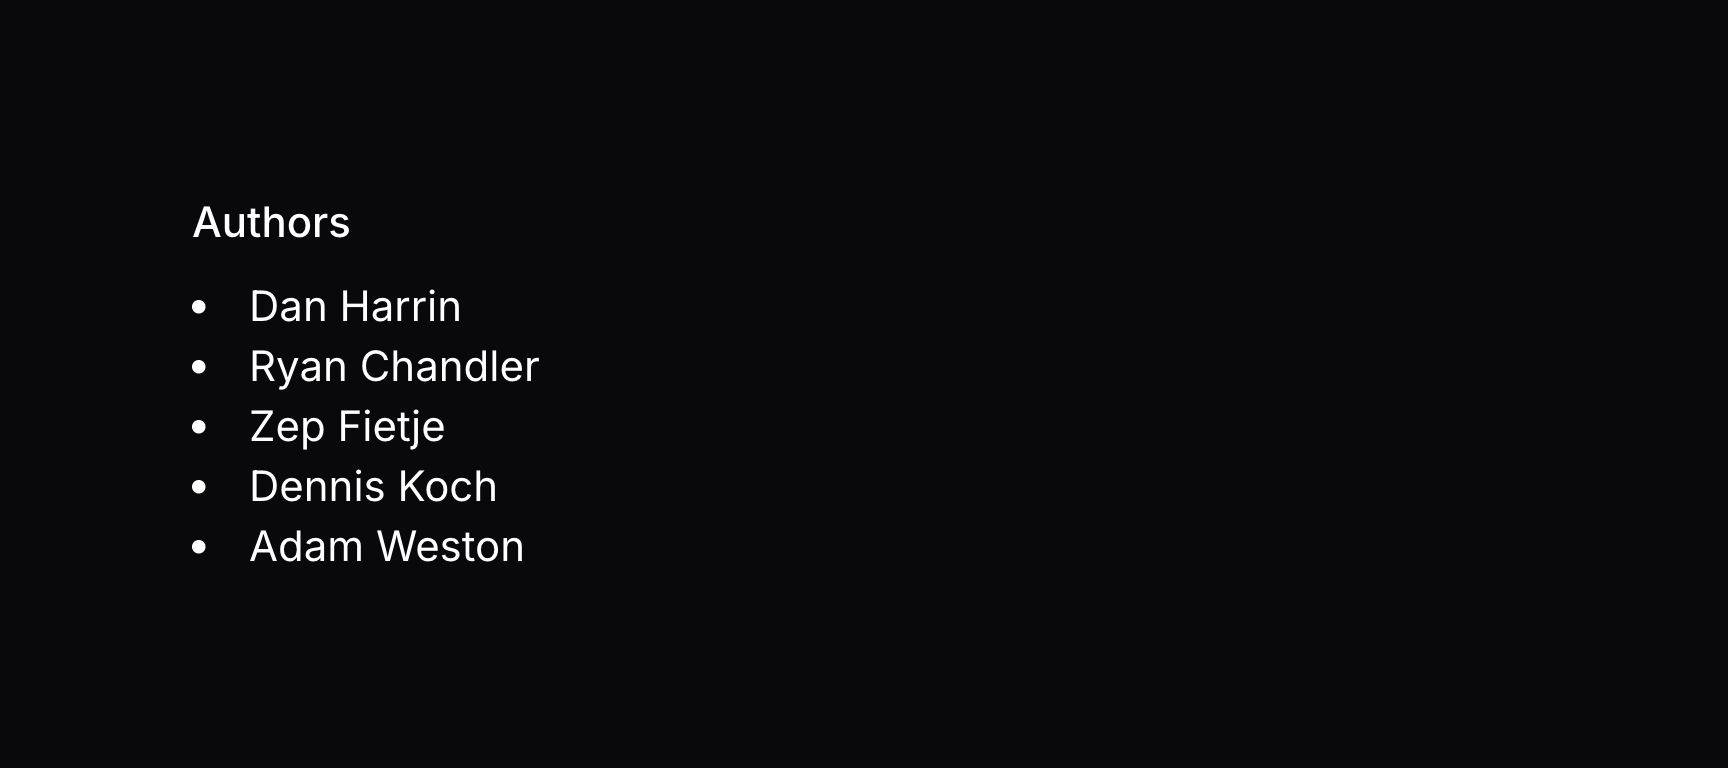 Authors
• Dan Harrin
• Ryan Chandler
• Zep Fietje
• Dennis Koch
• Adam Weston